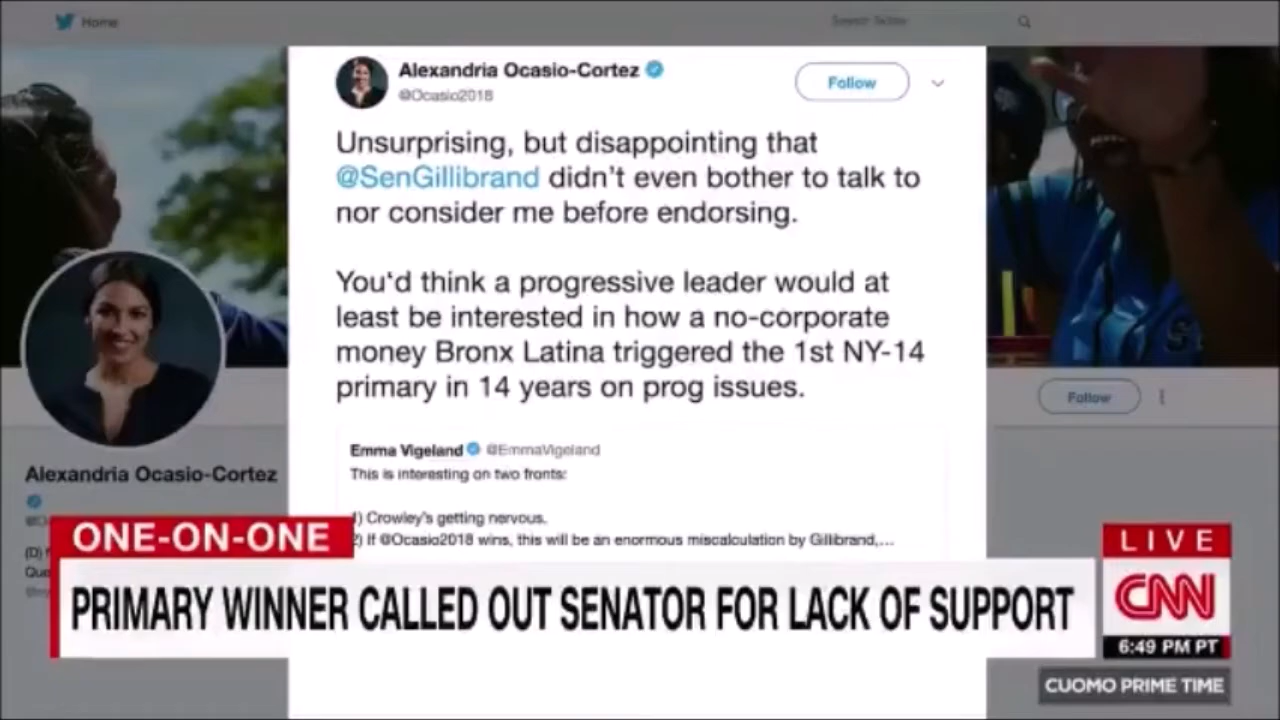 Home
Search Twitter
Alexandria Ocasio-Cortez
@Ocasio2018
Follow
Unsurprising, but disappointing that
@SenGillibrand didn't even bother to talk to
nor consider me before endorsing.
You‘d think a progressive leader would at
least be interested in how a no-corporate
money Bronx Latina triggered the 1st NY-14
primary in 14 years on prog issues.
Follow
Emma Vigeland @EmmaVigeland
This is interesting on two fronts:
1) Crowley's getting nervous.
2) If @Ocasio2018 wins, this will be an enormous miscalculation by Gillibrand,...
Alexandria Ocasio-Cortez
(D)
ONE-ON-ONE
PRIMARY WINNER CALLED OUT SENATOR FOR LACK OF SUPPORT
LIVE
CNN
6:49 PM PT
CUOMO PRIME TIME